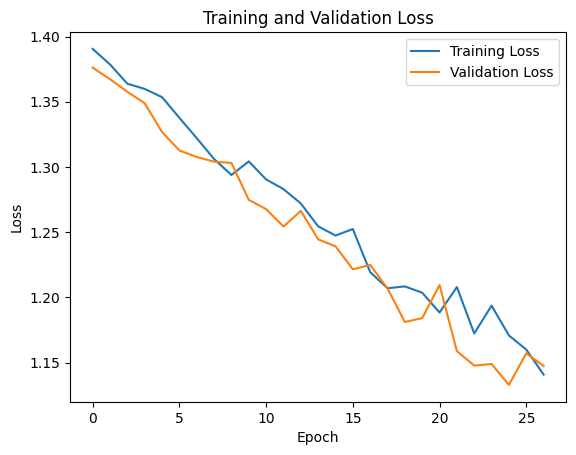 Training and Validation Loss
Training Loss
Validation Loss
Loss
1.40
1.35
1.30
1.25
1.20
1.15
0 5 10 15 20 25
Epoch